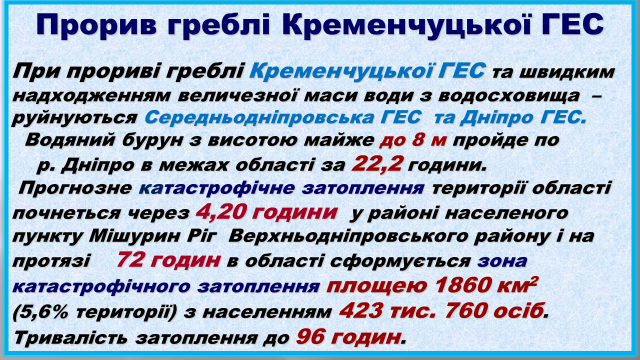 Прорив греблі Кременчуцької ГЕС
При прориві греблі Кременчуцької ГЕС та швидким
надходженням величезної маси води з водосховища –
руйнуються Середньодніпровська ГЕС та Дніпро ГЕС.
Водяний бурун з висотою майже до 8 м пройде по
р. Дніпро в межах області за 22,2 години.
Прогнозне катастрофічне затоплення території області
почнеться через 4,20 години у районі населеного
пункту Мішурин Ріг Верхньодніпровського району і на
протязі 72 годин в області сформується зона
катастрофічного затоплення площею 1860 км²
(5,6% території) з населенням 423 тис. 760 осіб.
Тривалість затоплення до 96 годин.